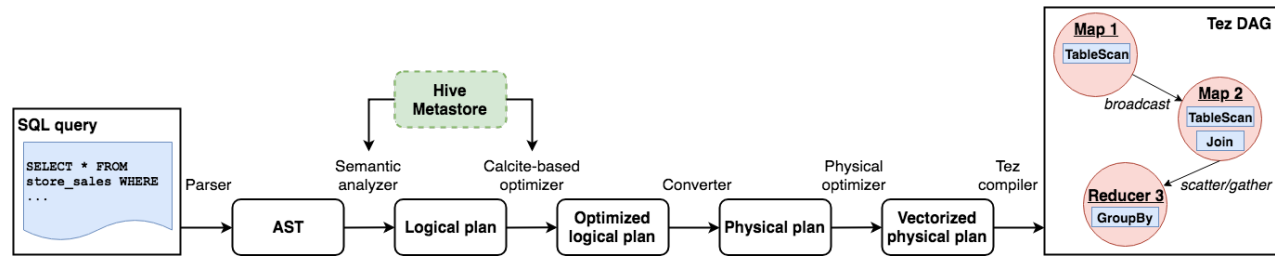 SQL query
SELECT * FROM
store_sales WHERE
...
Parser
AST
Hive
Metastore
Semantic
analyzer
Logical plan
Calcite-based
optimizer
Optimized
logical plan
Converter
Physical plan
Physical
optimizer
Vectorized
physical plan
Tez
compiler
Tez DAG
Map 1
TableScan
broadcast
Map 2
TableScan
Join
scatter/gather
Reducer 3
GroupBy